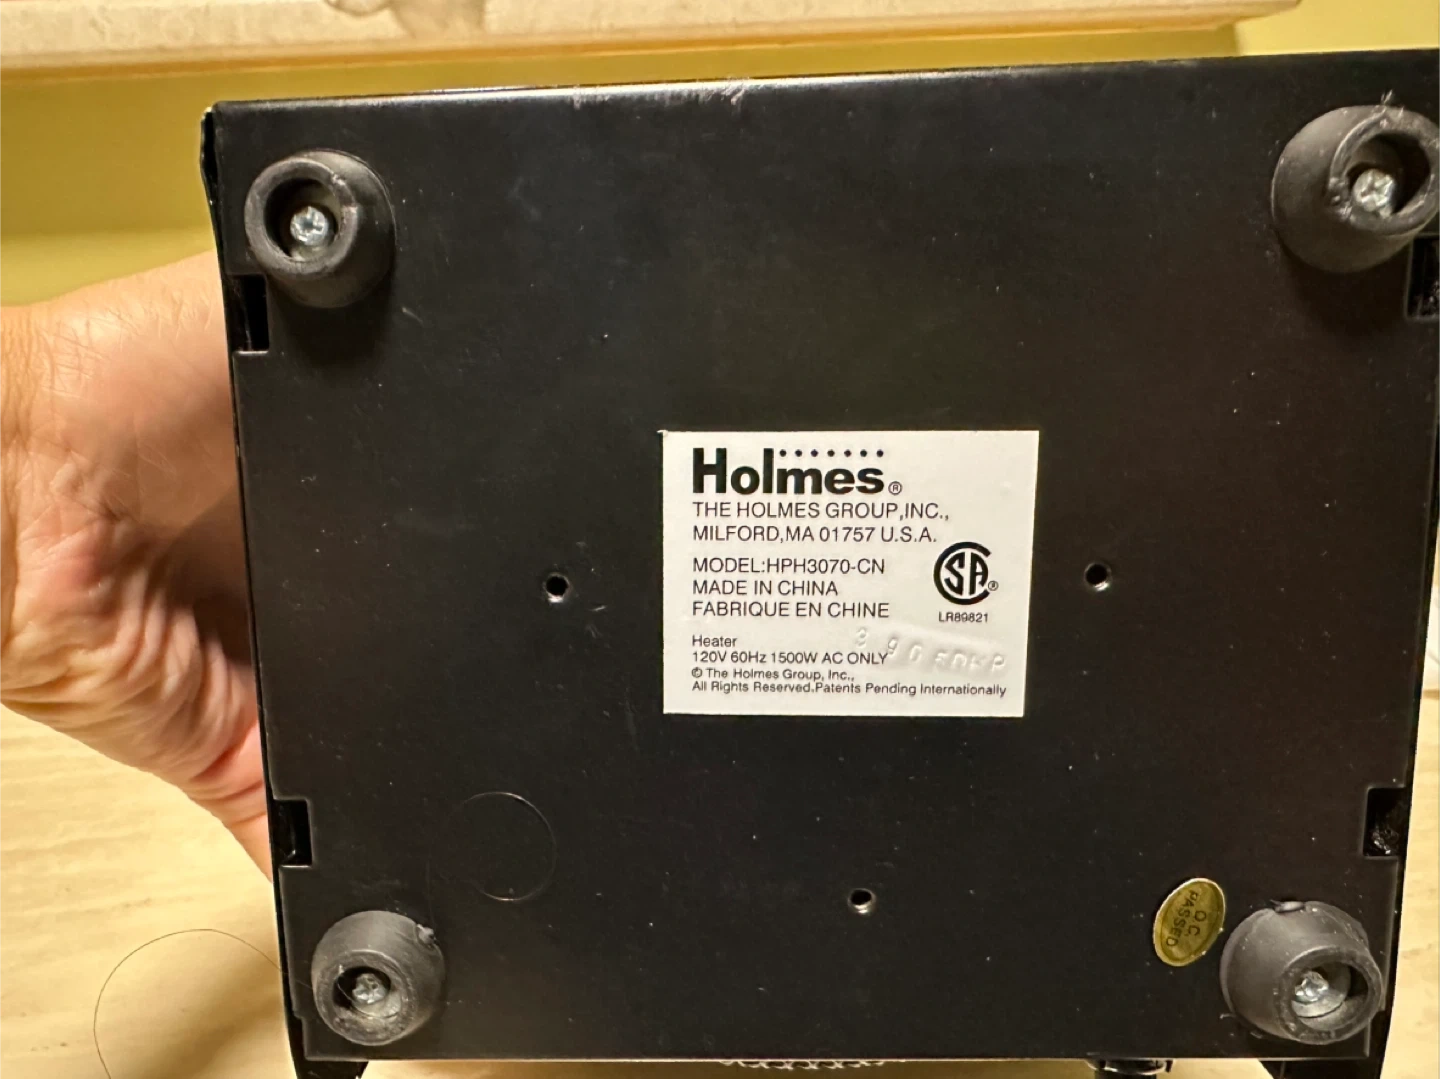 Holmes®
THE HOLMES GROUP,INC.,
MILFORD,MA 01757 U.S.A.
MODEL:HPH3070-CN
MADE IN CHINA
FABRIQUE EN CHINE
SA®
LR89821
Heater
120V 60Hz 1500W AC ONLY
© The Holmes Group, Inc.,
All Rights Reserved.Patents Pending Internationally
Q.C.
PASSED